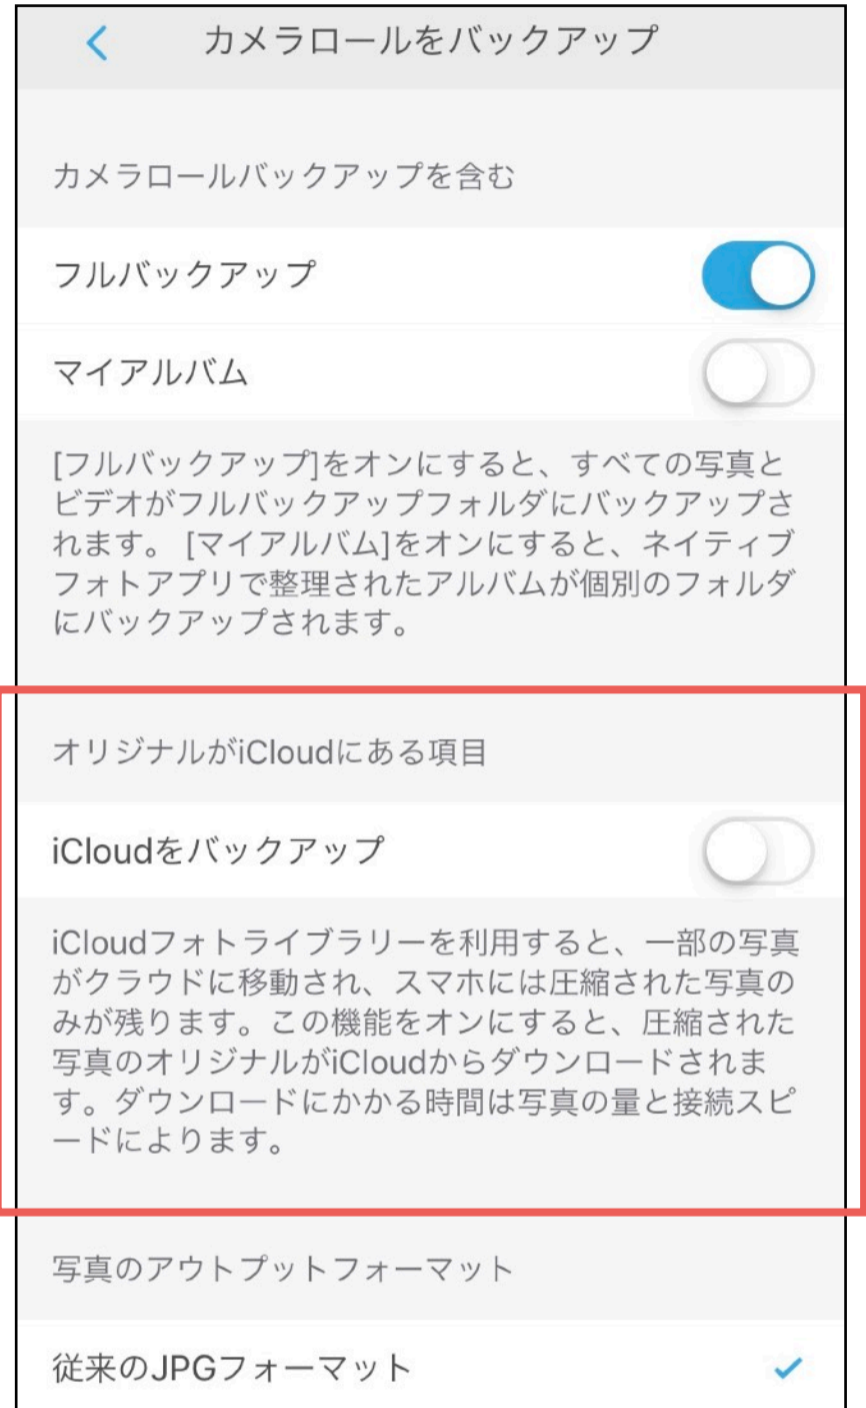 カメラロールをバックアップ
カメラロールバックアップを含む
フルバックアップ
マイアルバム
[フルバックアップ]をオンにすると、すべての写真と
ビデオがフルバックアップフォルダにバックアップさ
れます。 [マイアルバム]をオンにすると、ネイティブ
フォトアプリで整理されたアルバムが個別のフォルダ
にバックアップされます。
オリジナルがiCloudにある項目
iCloudをバックアップ
iCloudフォトライブラリーを利用すると、一部の写真
がクラウドに移動され、スマホには圧縮された写真の
みが残ります。この機能をオンにすると、圧縮された
写真のオリジナルがiCloudからダウンロードされま
す。ダウンロードにかかる時間は写真の量と接続スピ
ードによります。
写真のアウトプットフォーマット
従来のJPGフォーマット